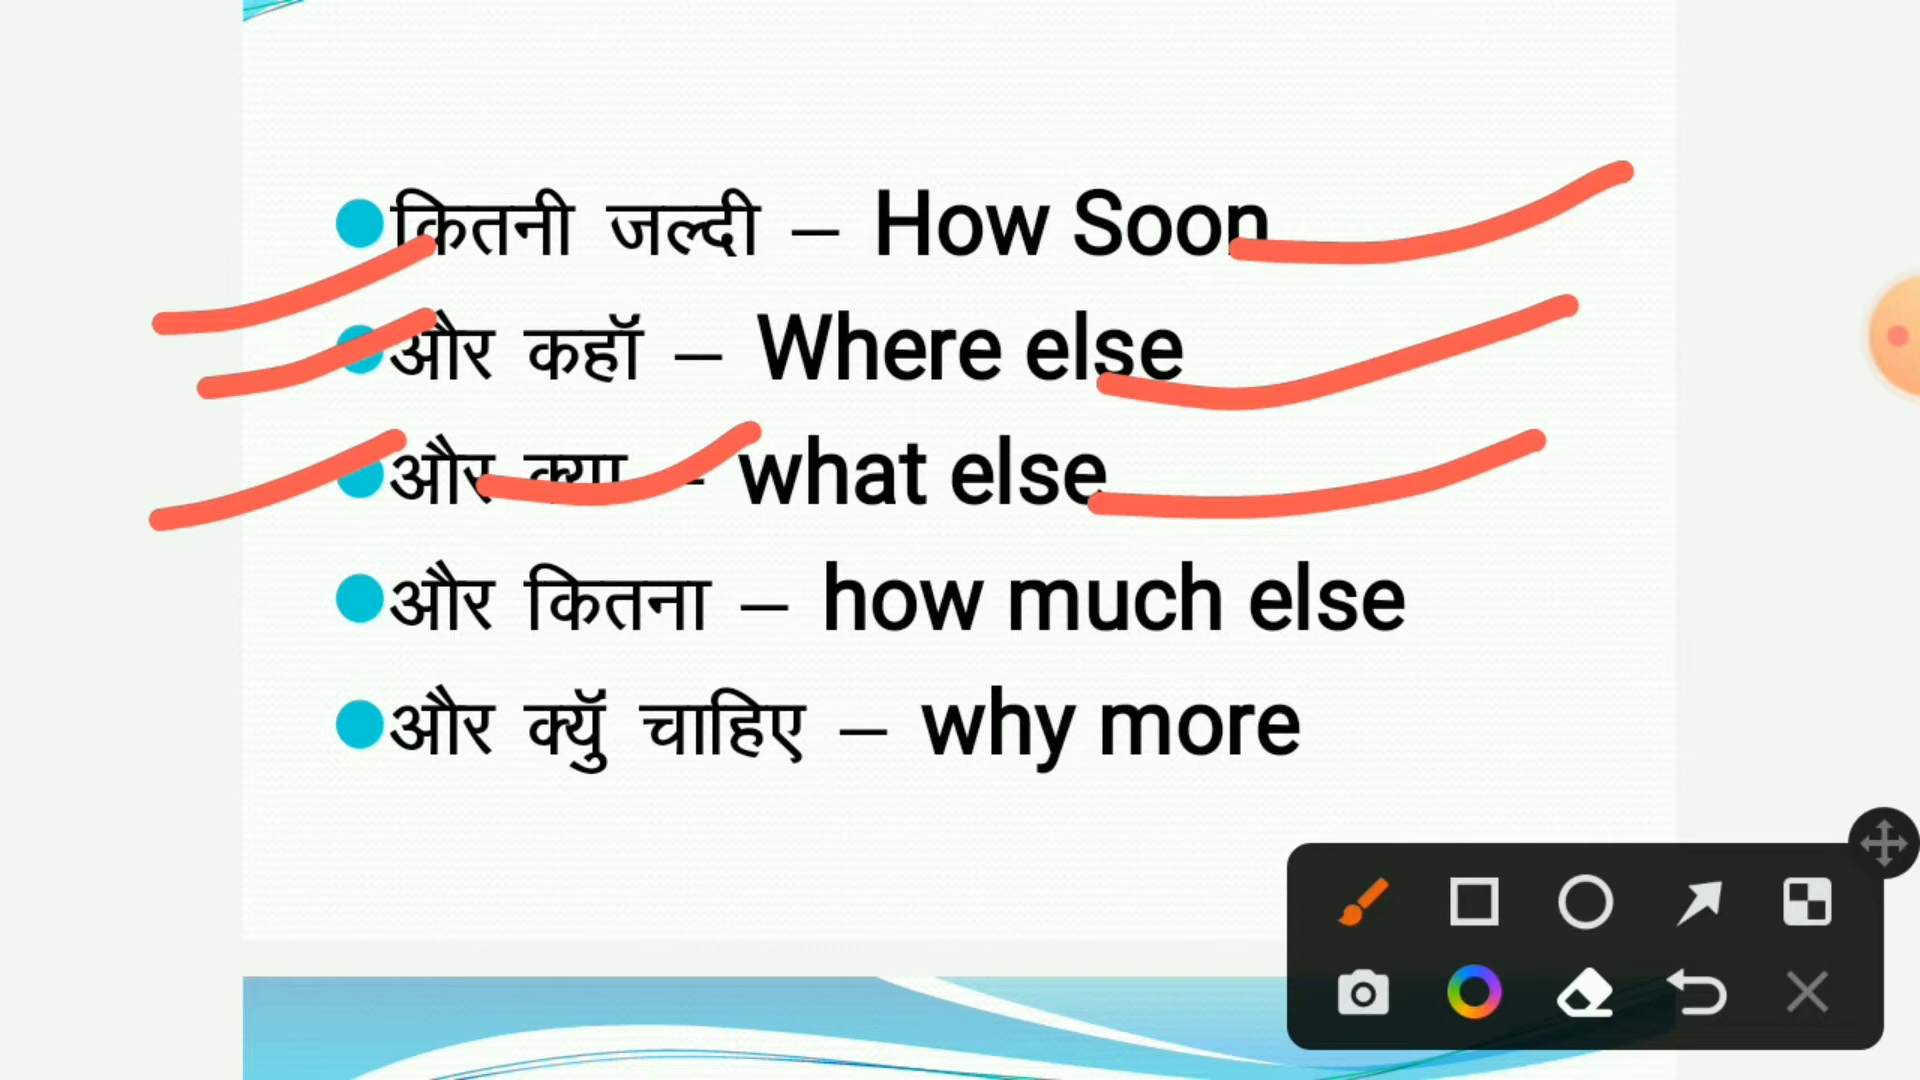 कितनी जल्दी – How Soon
और कहॉ – Where else
और क्या – what else
और कितना – how much else
और क्यॅु चाहिए – why more